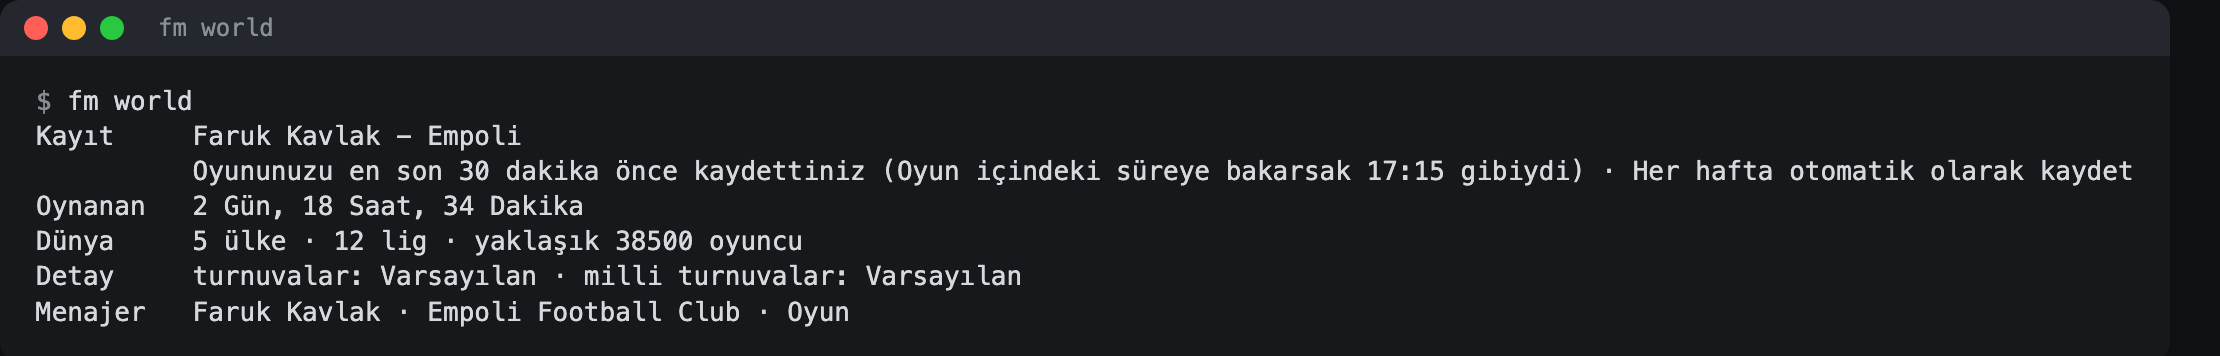 fm world
$ fm world
Kayıt Faruk Kavlak – Empoli
Oyununuzu en son 30 dakika önce kaydettiniz (Oyun içindeki süreye bakarsak 17:15 gibiydi) · Her hafta otomatik olarak kaydet
Oynanan 2 Gün, 18 Saat, 34 Dakika
Dünya 5 ülke · 12 lig · yaklaşık 38500 oyuncu
Detay turnuvalar: Varsayılan · milli turnuvalar: Varsayılan
Menajer Faruk Kavlak · Empoli Football Club · Oyun